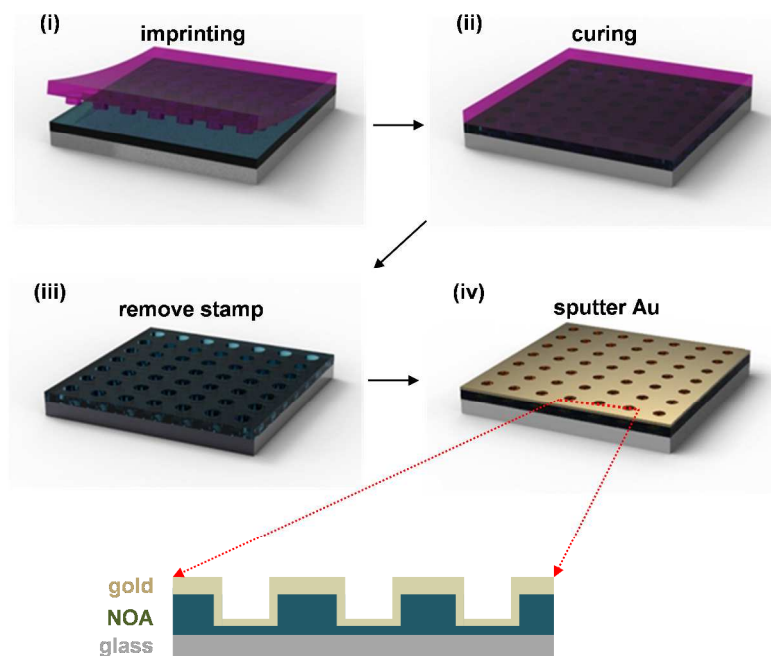 (i)
imprinting
(ii)
curing
(iii)
remove stamp
(iv)
sputter Au
gold
NOA
glass